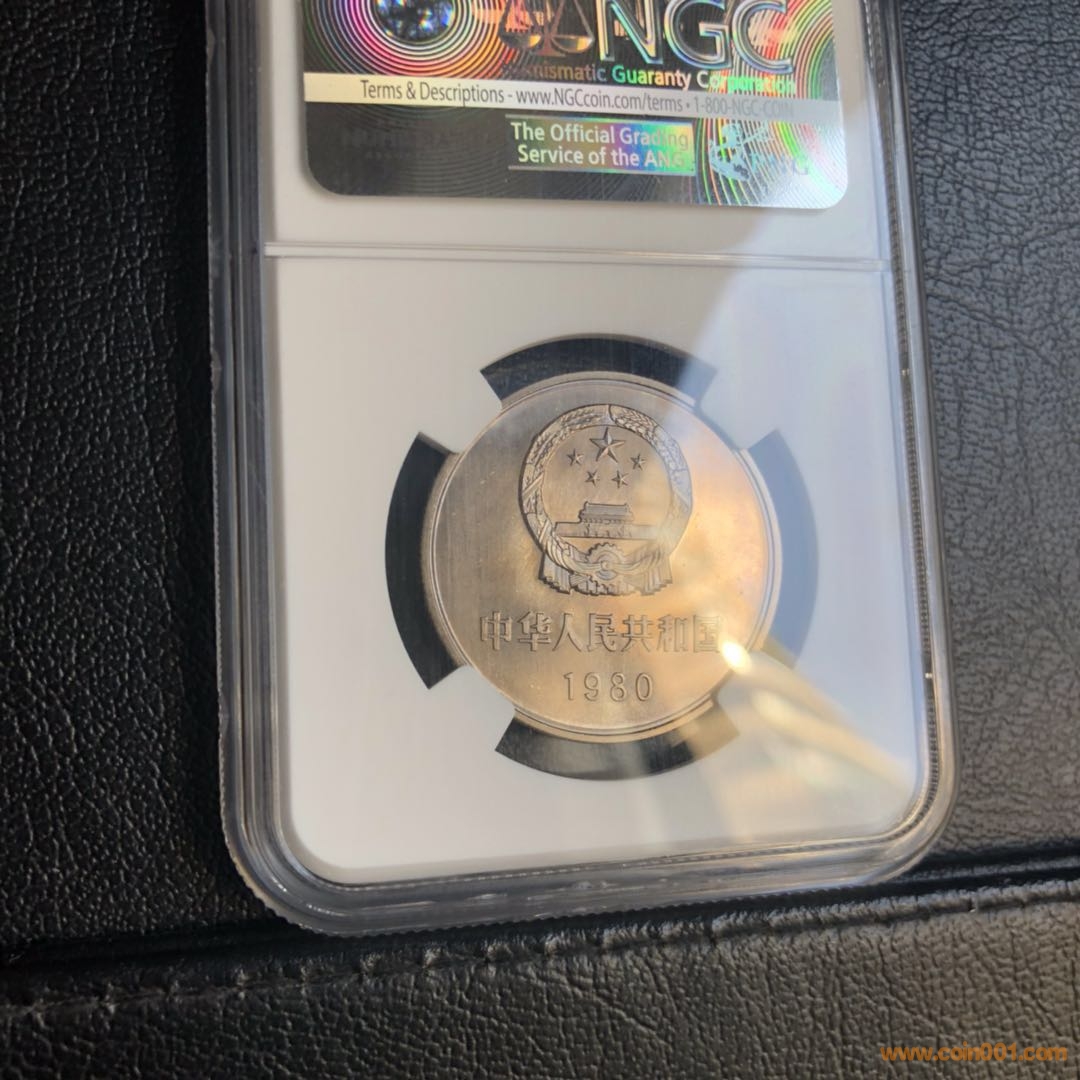 NGC
Numismatic Guaranty Corporation
Terms & Descriptions - www.NGCcoin.com/terms • 1-800-NGC-COIN
The Official Grading
Service of the ANA
中华人民共和国
1980
www.coin001.com